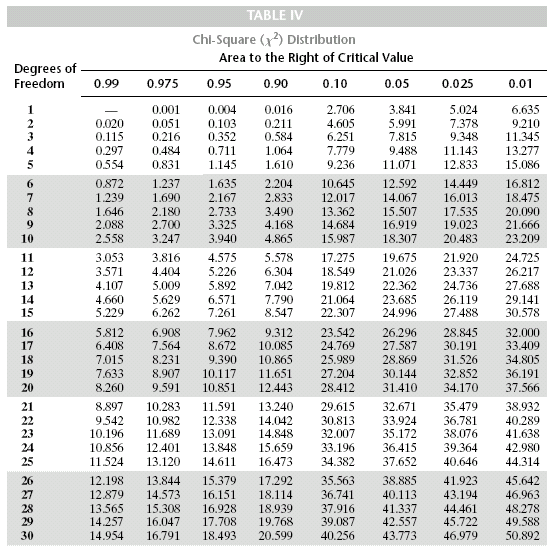 TABLE IV
Chi-Square (χ²) Distribution
Area to the Right of Critical Value
Degrees of
Freedom 0.99 0.975 0.95 0.90 0.10 0.05 0.025 0.01
1 — 0.001 0.004 0.016 2.706 3.841 5.024 6.635
2 0.020 0.051 0.103 0.211 4.605 5.991 7.378 9.210
3 0.115 0.216 0.352 0.584 6.251 7.815 9.348 11.345
4 0.297 0.484 0.711 1.064 7.779 9.488 11.143 13.277
5 0.554 0.831 1.145 1.610 9.236 11.071 12.833 15.086
6 0.872 1.237 1.635 2.204 10.645 12.592 14.449 16.812
7 1.239 1.690 2.167 2.833 12.017 14.067 16.013 18.475
8 1.646 2.180 2.733 3.490 13.362 15.507 17.535 20.090
9 2.088 2.700 3.325 4.168 14.684 16.919 19.023 21.666
10 2.558 3.247 3.940 4.865 15.987 18.307 20.483 23.209
11 3.053 3.816 4.575 5.578 17.275 19.675 21.920 24.725
12 3.571 4.404 5.226 6.304 18.549 21.026 23.337 26.217
13 4.107 5.009 5.892 7.042 19.812 22.362 24.736 27.688
14 4.660 5.629 6.571 7.790 21.064 23.685 26.119 29.141
15 5.229 6.262 7.261 8.547 22.307 24.996 27.488 30.578
16 5.812 6.908 7.962 9.312 23.542 26.296 28.845 32.000
17 6.408 7.564 8.672 10.085 24.769 27.587 30.191 33.409
18 7.015 8.231 9.390 10.865 25.989 28.869 31.526 34.805
19 7.633 8.907 10.117 11.651 27.204 30.144 32.852 36.191
20 8.260 9.591 10.851 12.443 28.412 31.410 34.170 37.566
21 8.897 10.283 11.591 13.240 29.615 32.671 35.479 38.932
22 9.542 10.982 12.338 14.042 30.813 33.924 36.781 40.289
23 10.196 11.689 13.091 14.848 32.007 35.172 38.076 41.638
24 10.856 12.401 13.848 15.659 33.196 36.415 39.364 42.980
25 11.524 13.120 14.611 16.473 34.382 37.652 40.646 44.314
26 12.198 13.844 15.379 17.292 35.563 38.885 41.923 45.642
27 12.879 14.573 16.151 18.114 36.741 40.113 43.194 46.963
28 13.565 15.308 16.928 18.939 37.916 41.337 44.461 48.278
29 14.257 16.047 17.708 19.768 39.087 42.557 45.722 49.588
30 14.954 16.791 18.493 20.599 40.256 43.773 46.979 50.892